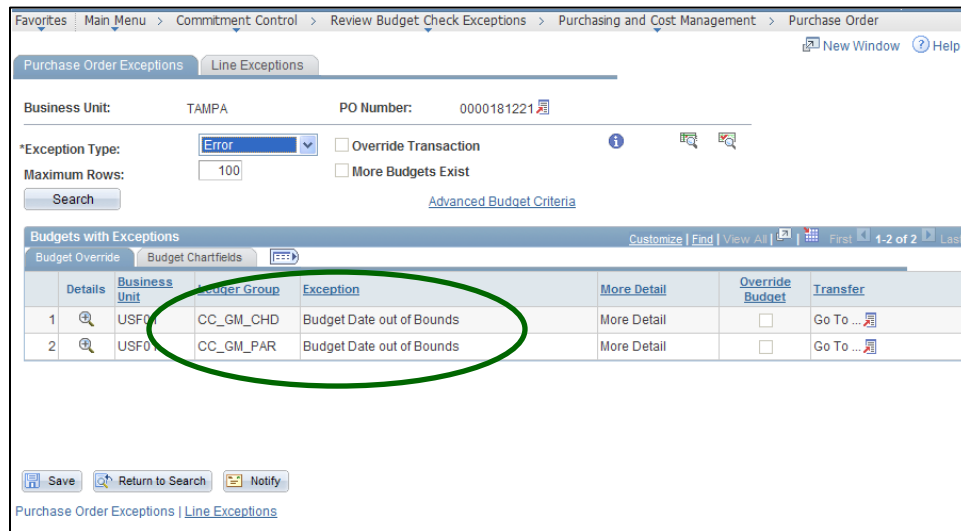 Favorites Main Menu > Commitment Control > Review Budget Check Exceptions > Purchasing and Cost Management > Purchase Order
New Window Help
Purchase Order Exceptions Line Exceptions
Business Unit: TAMPA PO Number: 0000181221
*Exception Type: Error Override Transaction
Maximum Rows: 100 More Budgets Exist
Search Advanced Budget Criteria
Budgets with Exceptions Customize | Find | View All | First 1-2 of 2 Last
Budget Override Budget Chartfields
Details Business Unit Ledger Group Exception More Detail Override Budget Transfer
1 USF01 CC_GM_CHD Budget Date out of Bounds More Detail Go To ...
2 USF01 CC_GM_PAR Budget Date out of Bounds More Detail Go To ...
Save Return to Search Notify
Purchase Order Exceptions | Line Exceptions